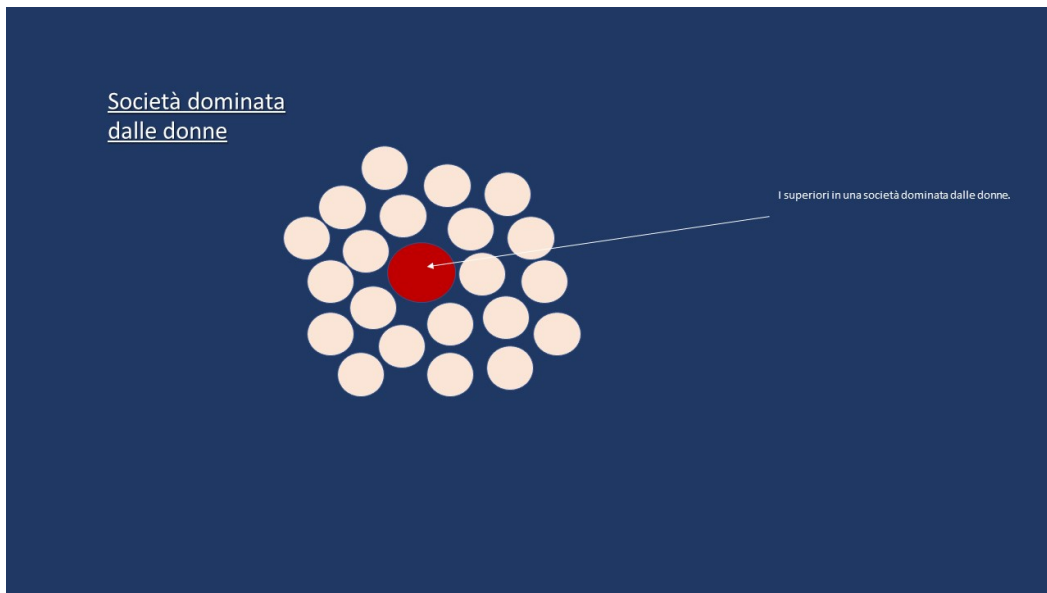 Società dominata
dalle donne
I superiori in una società dominata dalle donne.